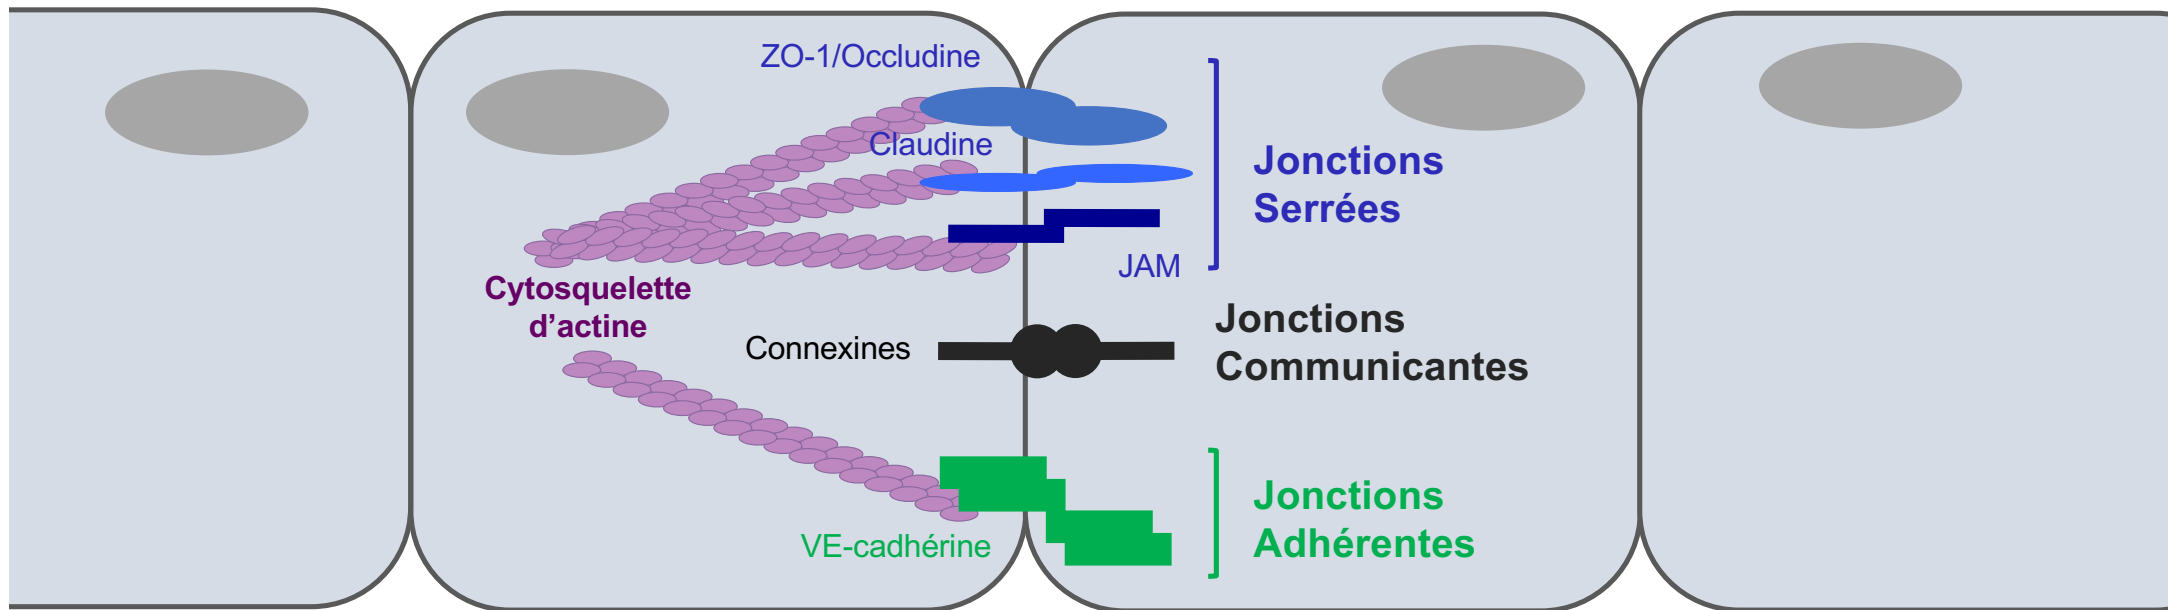 ZO-1/Occludine
Claudine
Jonctions
Serrées
JAM
Cytosquelette
d’actine
Connexines
Jonctions
Communicantes
VE-cadhérine
Jonctions
Adhérentes